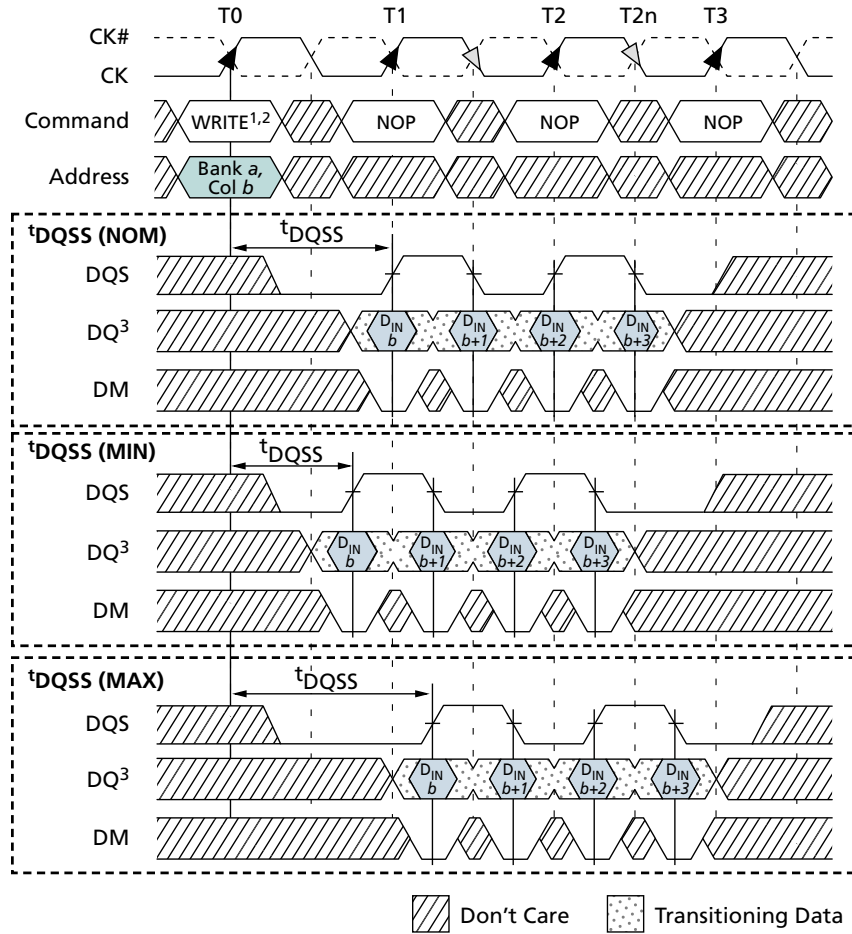 T0 T1 T2 T2n T3
CK#
CK
Command WRITE1,2 NOP NOP NOP
Address Bank a, Col b
tDQSS (NOM) tDQSS
DQS
DQ3 DIN b DIN b+1 DIN b+2 DIN b+3
DM
tDQSS (MIN) tDQSS
DQS
DQ3 DIN b DIN b+1 DIN b+2 DIN b+3
DM
tDQSS (MAX) tDQSS
DQS
DQ3 DIN b DIN b+1 DIN b+2 DIN b+3
DM
Don't Care Transitioning Data